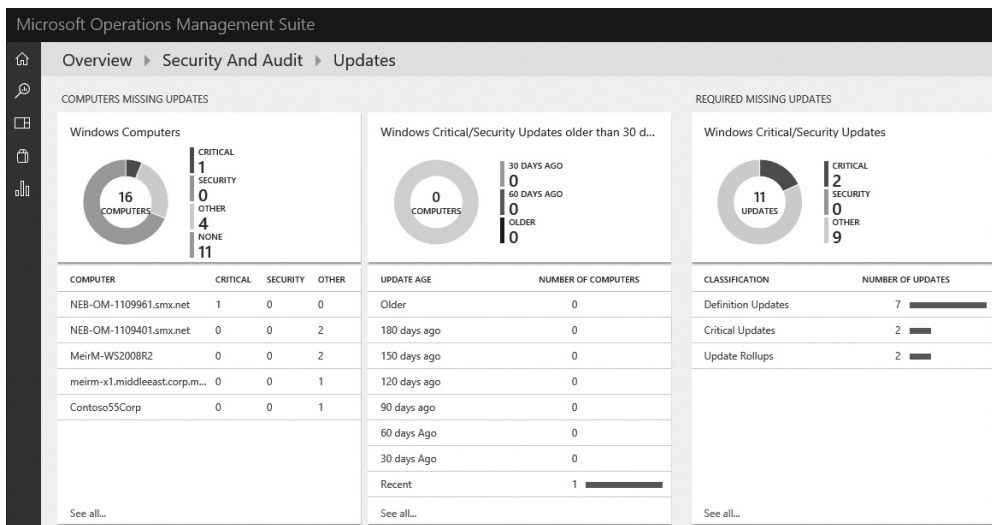 Microsoft Operations Management Suite
Overview Security And Audit Updates
COMPUTERS MISSING UPDATES
Windows Computers
16
COMPUTERS
CRITICAL
1
SECURITY
0
OTHER
4
NONE
11
COMPUTER CRITICAL SECURITY OTHER
NEB-OM-1109961.smx.net 1 0 0
NEB-OM-1109401.smx.net 0 0 2
MeirM-WS2008R2 0 0 2
meirm-x1.middleeast.corp.m... 0 0 1
Contoso55Corp 0 0 1
See all...
Windows Critical/Security Updates older than 30 d...
0
COMPUTERS
30 DAYS AGO
0
60 DAYS AGO
0
OLDER
0
UPDATE AGE NUMBER OF COMPUTERS
Older 0
180 days ago 0
150 days ago 0
120 days ago 0
90 days ago 0
60 days Ago 0
30 days Ago 0
Recent 1
See all...
REQUIRED MISSING UPDATES
Windows Critical/Security Updates
11
UPDATES
CRITICAL
2
SECURITY
0
OTHER
9
CLASSIFICATION NUMBER OF UPDATES
Definition Updates 7
Critical Updates 2
Update Rollups 2
See all...